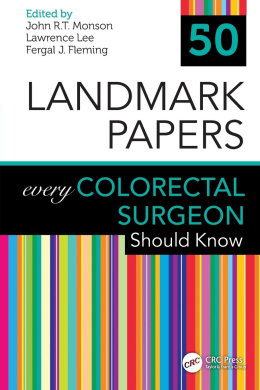 Edited by
John R.T. Monson
Lawrence Lee
Fergal J. Fleming
50
LANDMARK
PAPERS
every COLORECTAL
SURGEON
Should Know
CRC
CRC Press
Taylor & Francis Group